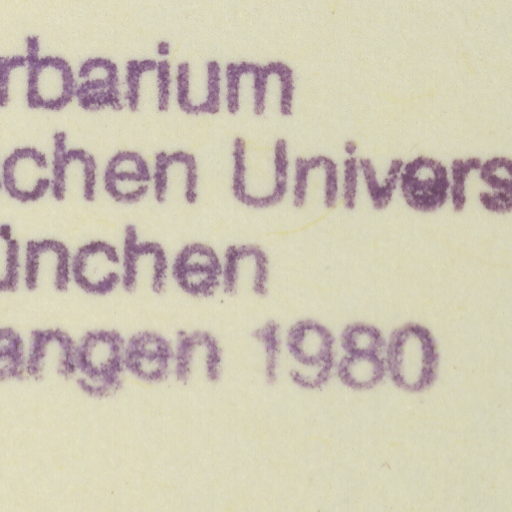 rbarium
chen Univers
ünchen
angen 1980